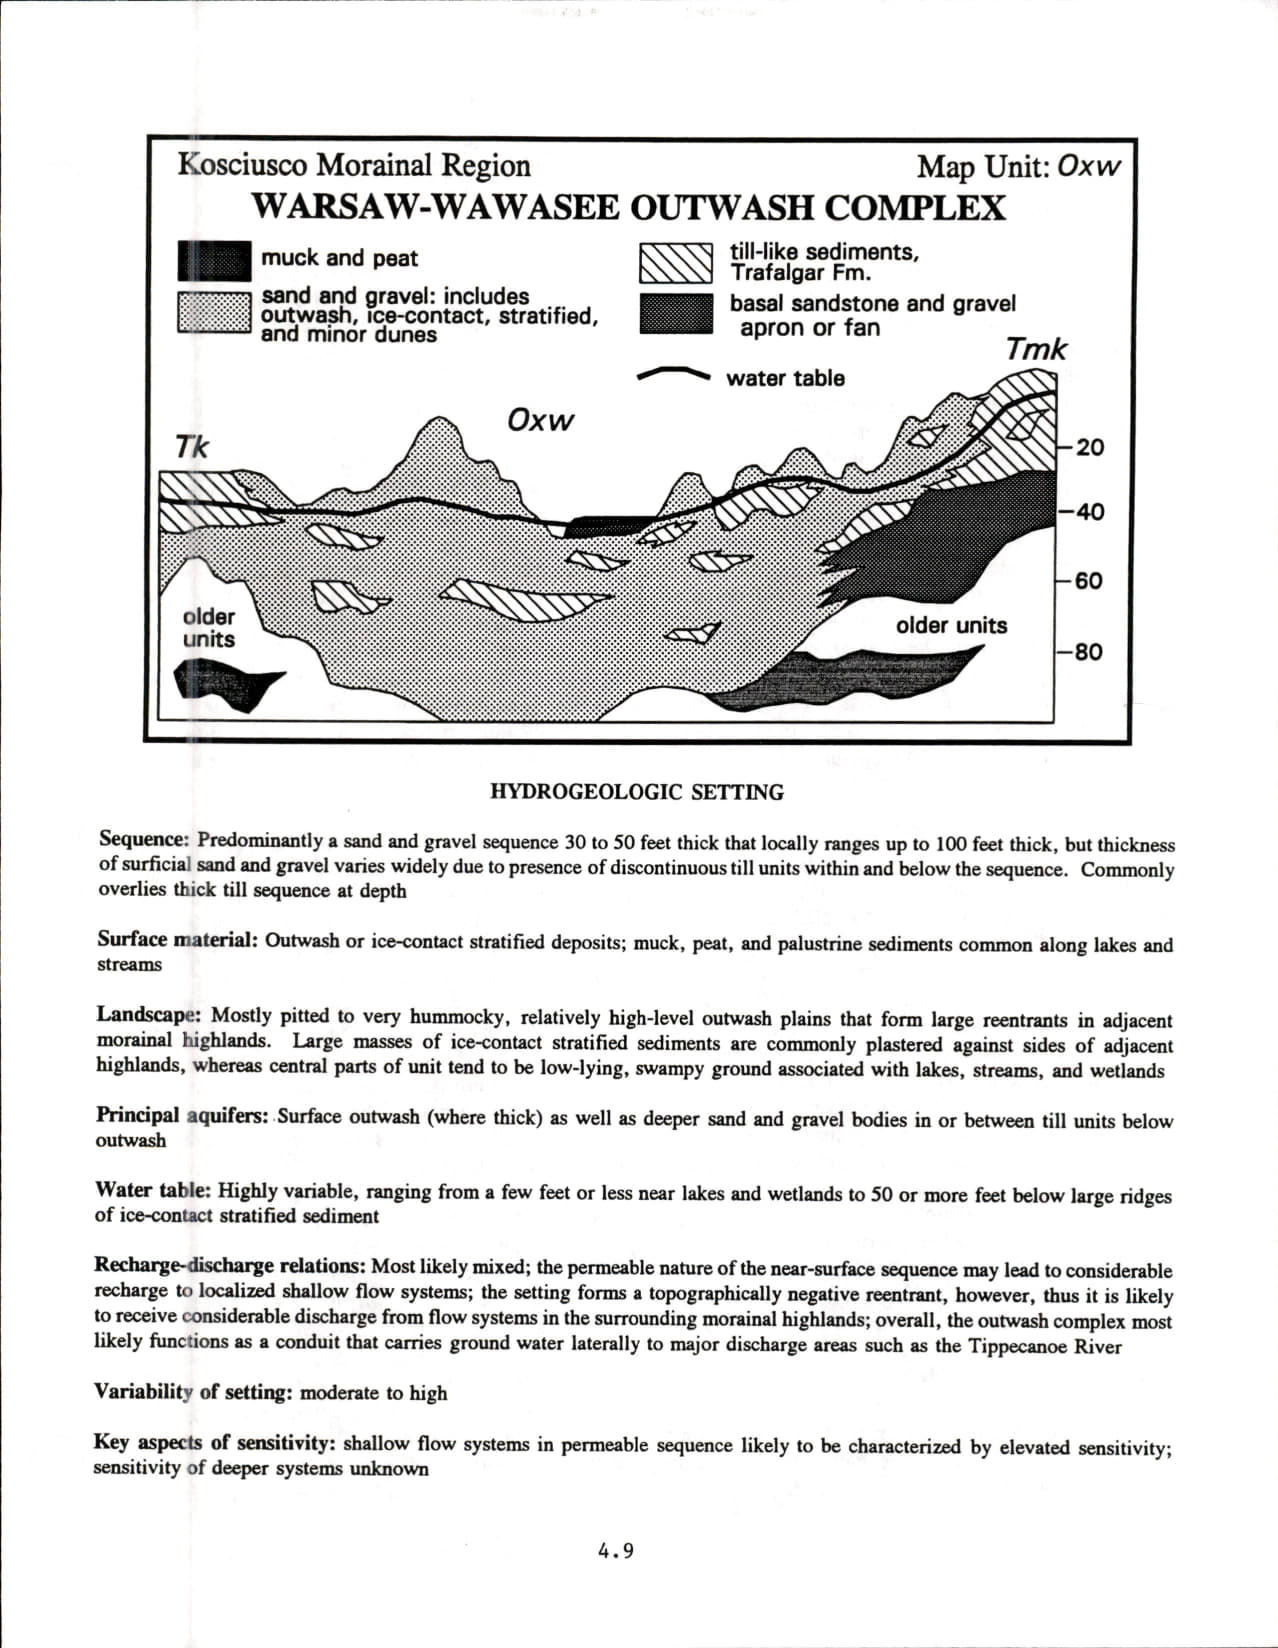 Kosciusco Morainal Region
Map Unit: Oxw
WARSAW-WAWASEE OUTWASH COMPLEX
muck and peat
sand and gravel: includes
outwash, ice-contact, stratified,
and minor dunes
till-like sediments,
Trafalgar Fm.
basal sandstone and gravel
apron or fan
water table
Tmk
Oxw
Tk
20
40
60
80
older
units
older units
HYDROGEOLOGIC SETTING
Sequence: Predominantly a sand and gravel sequence 30 to 50 feet thick that locally ranges up to 100 feet thick, but thickness
of surficial sand and gravel varies widely due to presence of discontinuous till units within and below the sequence. Commonly
overlies thick till sequence at depth
Surface material: Outwash or ice-contact stratified deposits; muck, peat, and palustrine sediments common along lakes and
streams
Landscape: Mostly pitted to very hummocky, relatively high-level outwash plains that form large reentrants in adjacent
morainal highlands. Large masses of ice-contact stratified sediments are commonly plastered against sides of adjacent
highlands, whereas central parts of unit tend to be low-lying, swampy ground associated with lakes, streams, and wetlands
Principal aquifers: Surface outwash (where thick) as well as deeper sand and gravel bodies in or between till units below
outwash
Water table: Highly variable, ranging from a few feet or less near lakes and wetlands to 50 or more feet below large ridges
of ice-contact stratified sediment
Recharge-discharge relations: Most likely mixed; the permeable nature of the near-surface sequence may lead to considerable
recharge to localized shallow flow systems; the setting forms a topographically negative reentrant, however, thus it is likely
to receive considerable discharge from flow systems in the surrounding morainal highlands; overall, the outwash complex most
likely functions as a conduit that carries ground water laterally to major discharge areas such as the Tippecanoe River
Variability of setting: moderate to high
Key aspects of sensitivity: shallow flow systems in permeable sequence likely to be characterized by elevated sensitivity;
sensitivity of deeper systems unknown
4.9